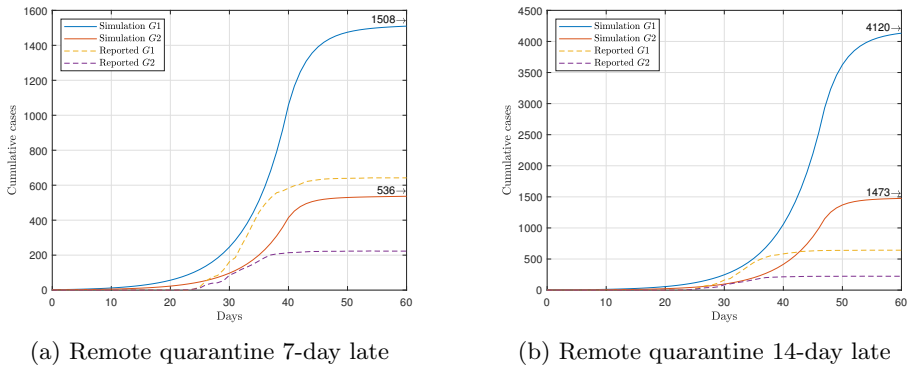 1600
1400
1200
1000
800
600
400
200
0
Cumulative cases
Simulation G1
Simulation G2
Reported G1
Reported G2
1508→
536→
0 10 20 30 40 50 60
Days
(a) Remote quarantine 7-day late
4500
4000
3500
3000
2500
2000
1500
1000
500
0
Cumulative cases
Simulation G1
Simulation G2
Reported G1
Reported G2
4120→
1473→
0 10 20 30 40 50 60
Days
(b) Remote quarantine 14-day late